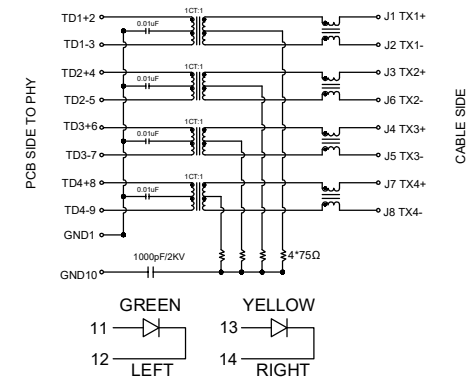 1CT:1
TD1+2
J1 TX1+
0.01uF
TD1-3
J2 TX1-
1CT:1
TD2+4
J3 TX2+
0.01uF
TD2-5
J6 TX2-
1CT:1
TD3+6
J4 TX3+
0.01uF
TD3-7
J5 TX3-
1CT:1
TD4+8
J7 TX4+
0.01uF
TD4-9
J8 TX4-
PCB SIDE TO PHY
CABLE SIDE
GND1
4*75Ω
1000pF/2KV
GND10
GREEN
YELLOW
11
13
12
14
LEFT
RIGHT